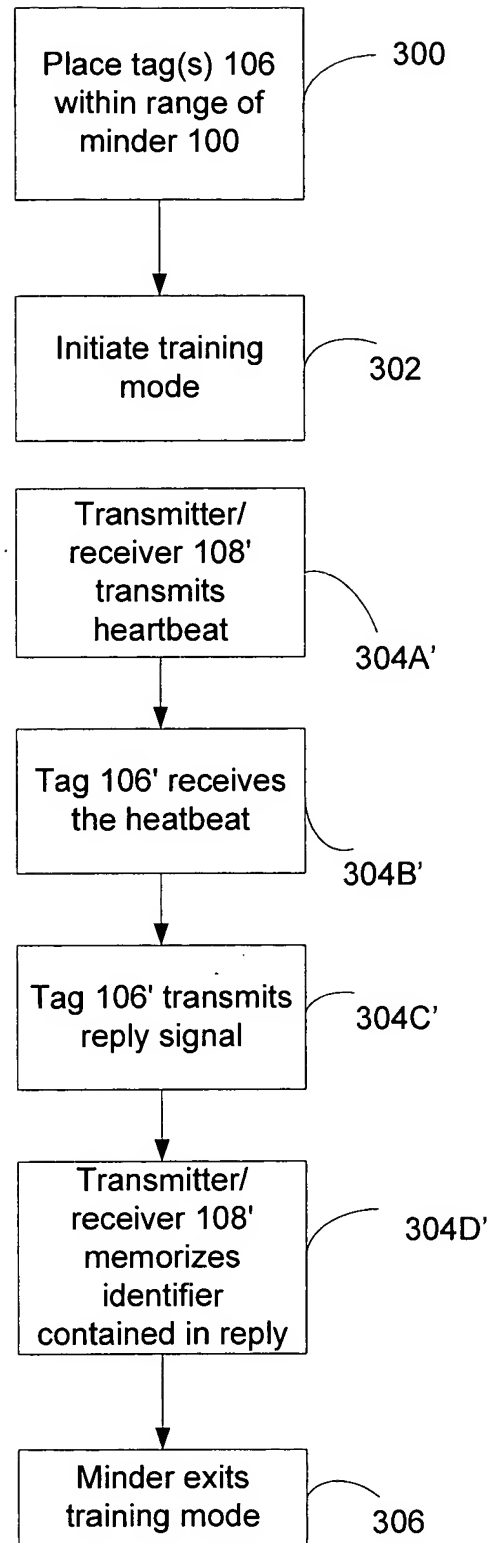 Place tag(s) 106
within range of
minder 100
300
Initiate training
mode
302
Transmitter/
receiver 108'
transmits
heartbeat
304A'
Tag 106' receives
the heatbeat
304B'
Tag 106' transmits
reply signal
304C'
Transmitter/
receiver 108'
memorizes
identifier
contained in reply
304D'
Minder exits
training mode
306